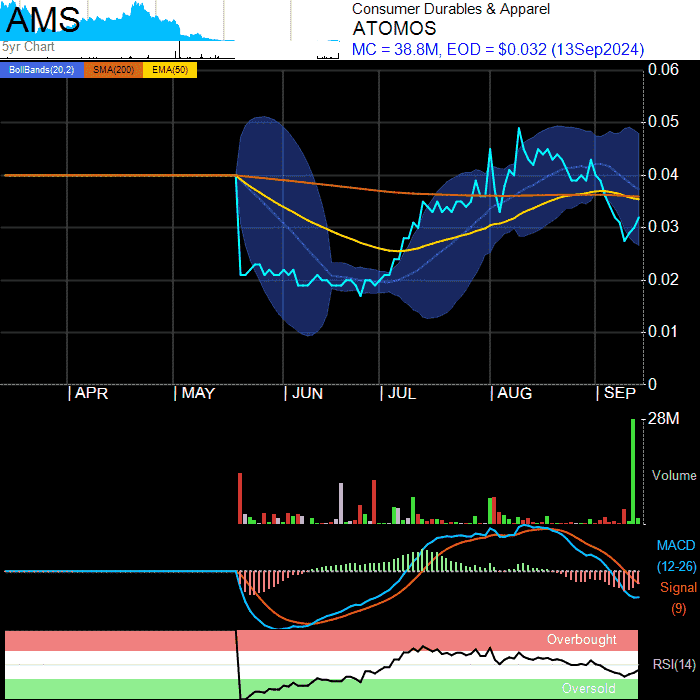 AMS
5yr Chart
Consumer Durables & Apparel
ATOMOS
MC = 38.8M, EOD = $0.032 (13Sep2024)
BollBands(20,2) SMA(200) EMA(50)
0.06
0.05
0.04
0.03
0.02
0.01
0
| APR | MAY | JUN | JUL | AUG | SEP
28M
Volume
MACD
(12-26)
Signal
(9)
Overbought
RSI(14)
Oversold